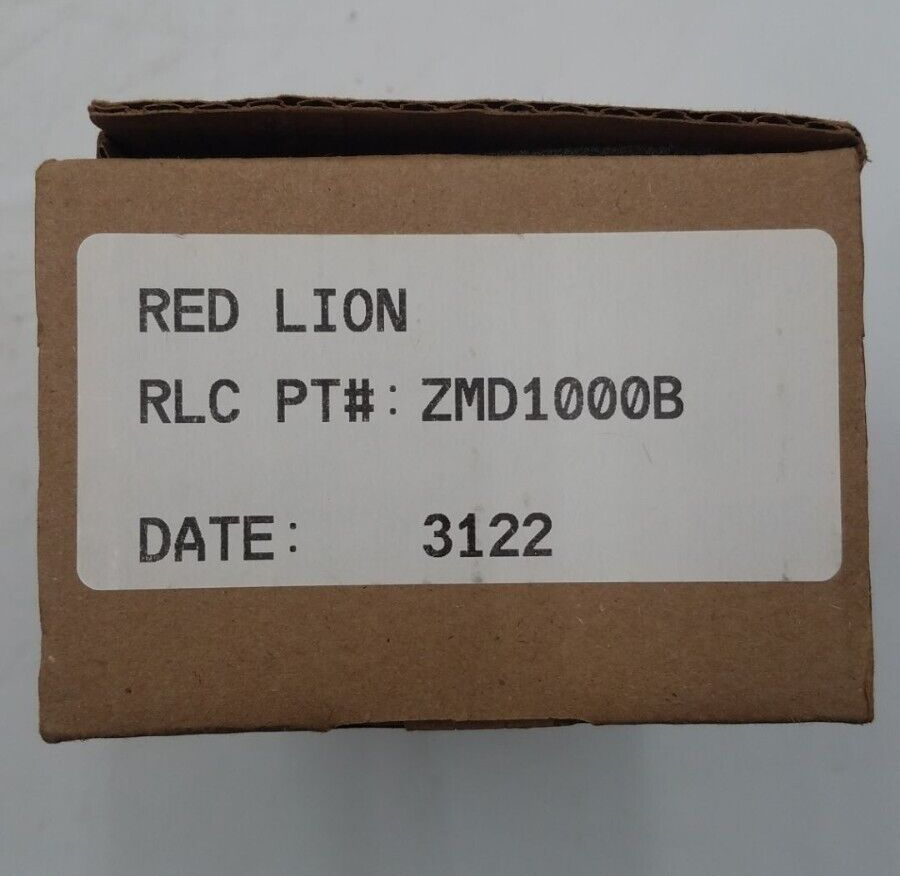 RED LION
RLC PT#: ZMD1000B
DATE: 3122